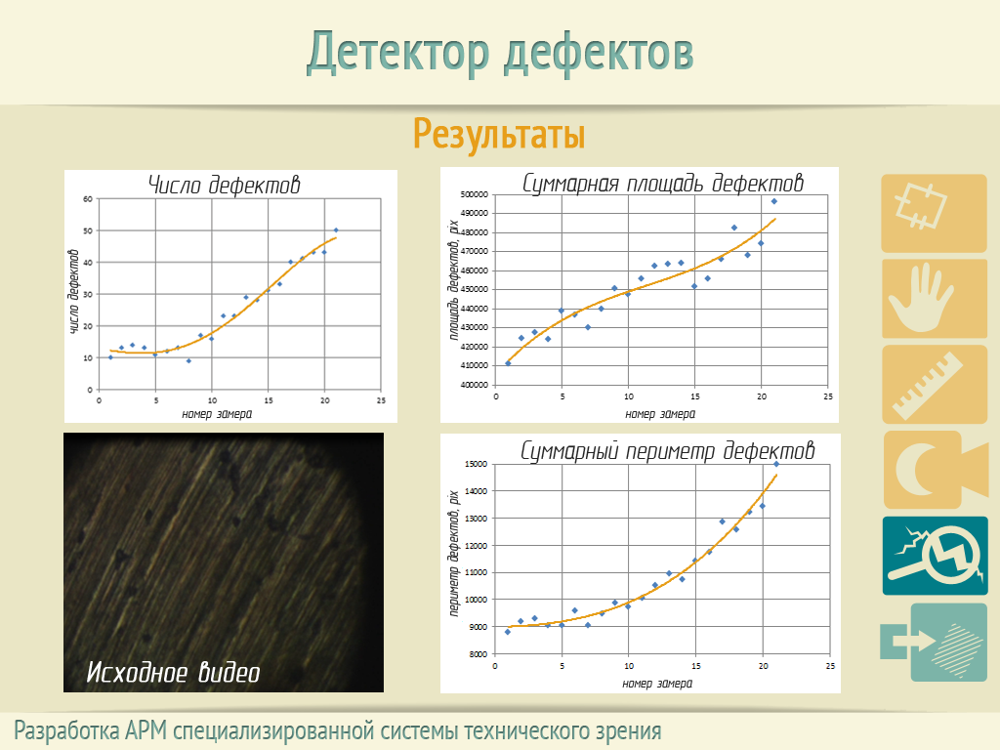 Детектор дефектов
Результаты
Число дефектов
60
50
40
30
20
10
0
0 5 10 15 20 25
число дефектов
номер замера
Суммарная площадь дефектов
500000
490000
480000
470000
460000
450000
440000
430000
420000
410000
400000
0 5 10 15 20 25
площадь дефектов, pix
номер замера
Исходное видео
Суммарный периметр дефектов
15000
14000
13000
12000
11000
10000
9000
8000
0 5 10 15 20 25
периметр дефектов, pix
номер замера
Разработка АРМ специализированной системы технического зрения